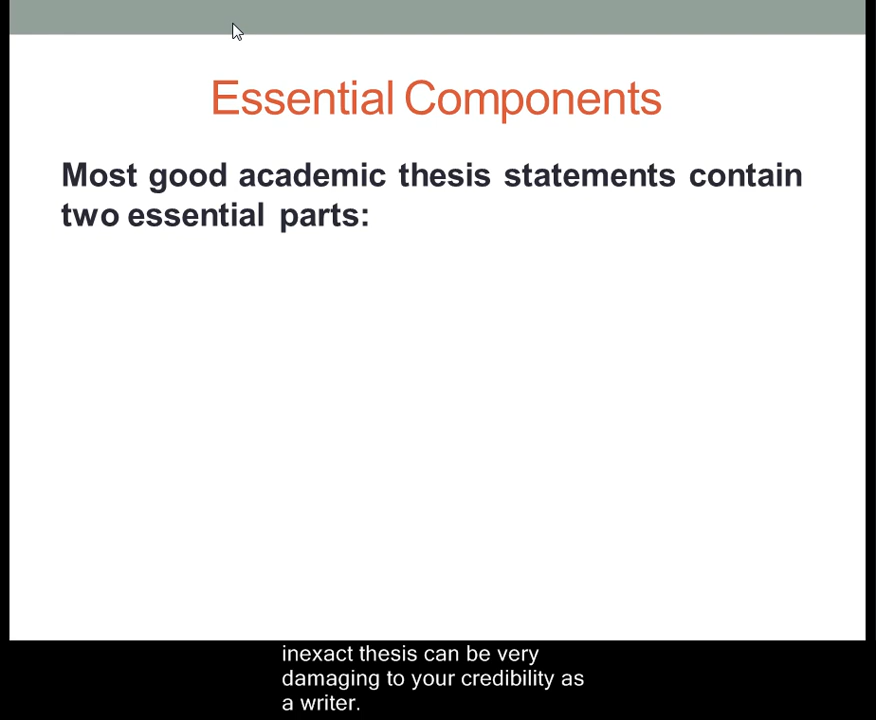 Essential Components
Most good academic thesis statements contain
two essential parts:
inexact thesis can be very
damaging to your credibility as
a writer.